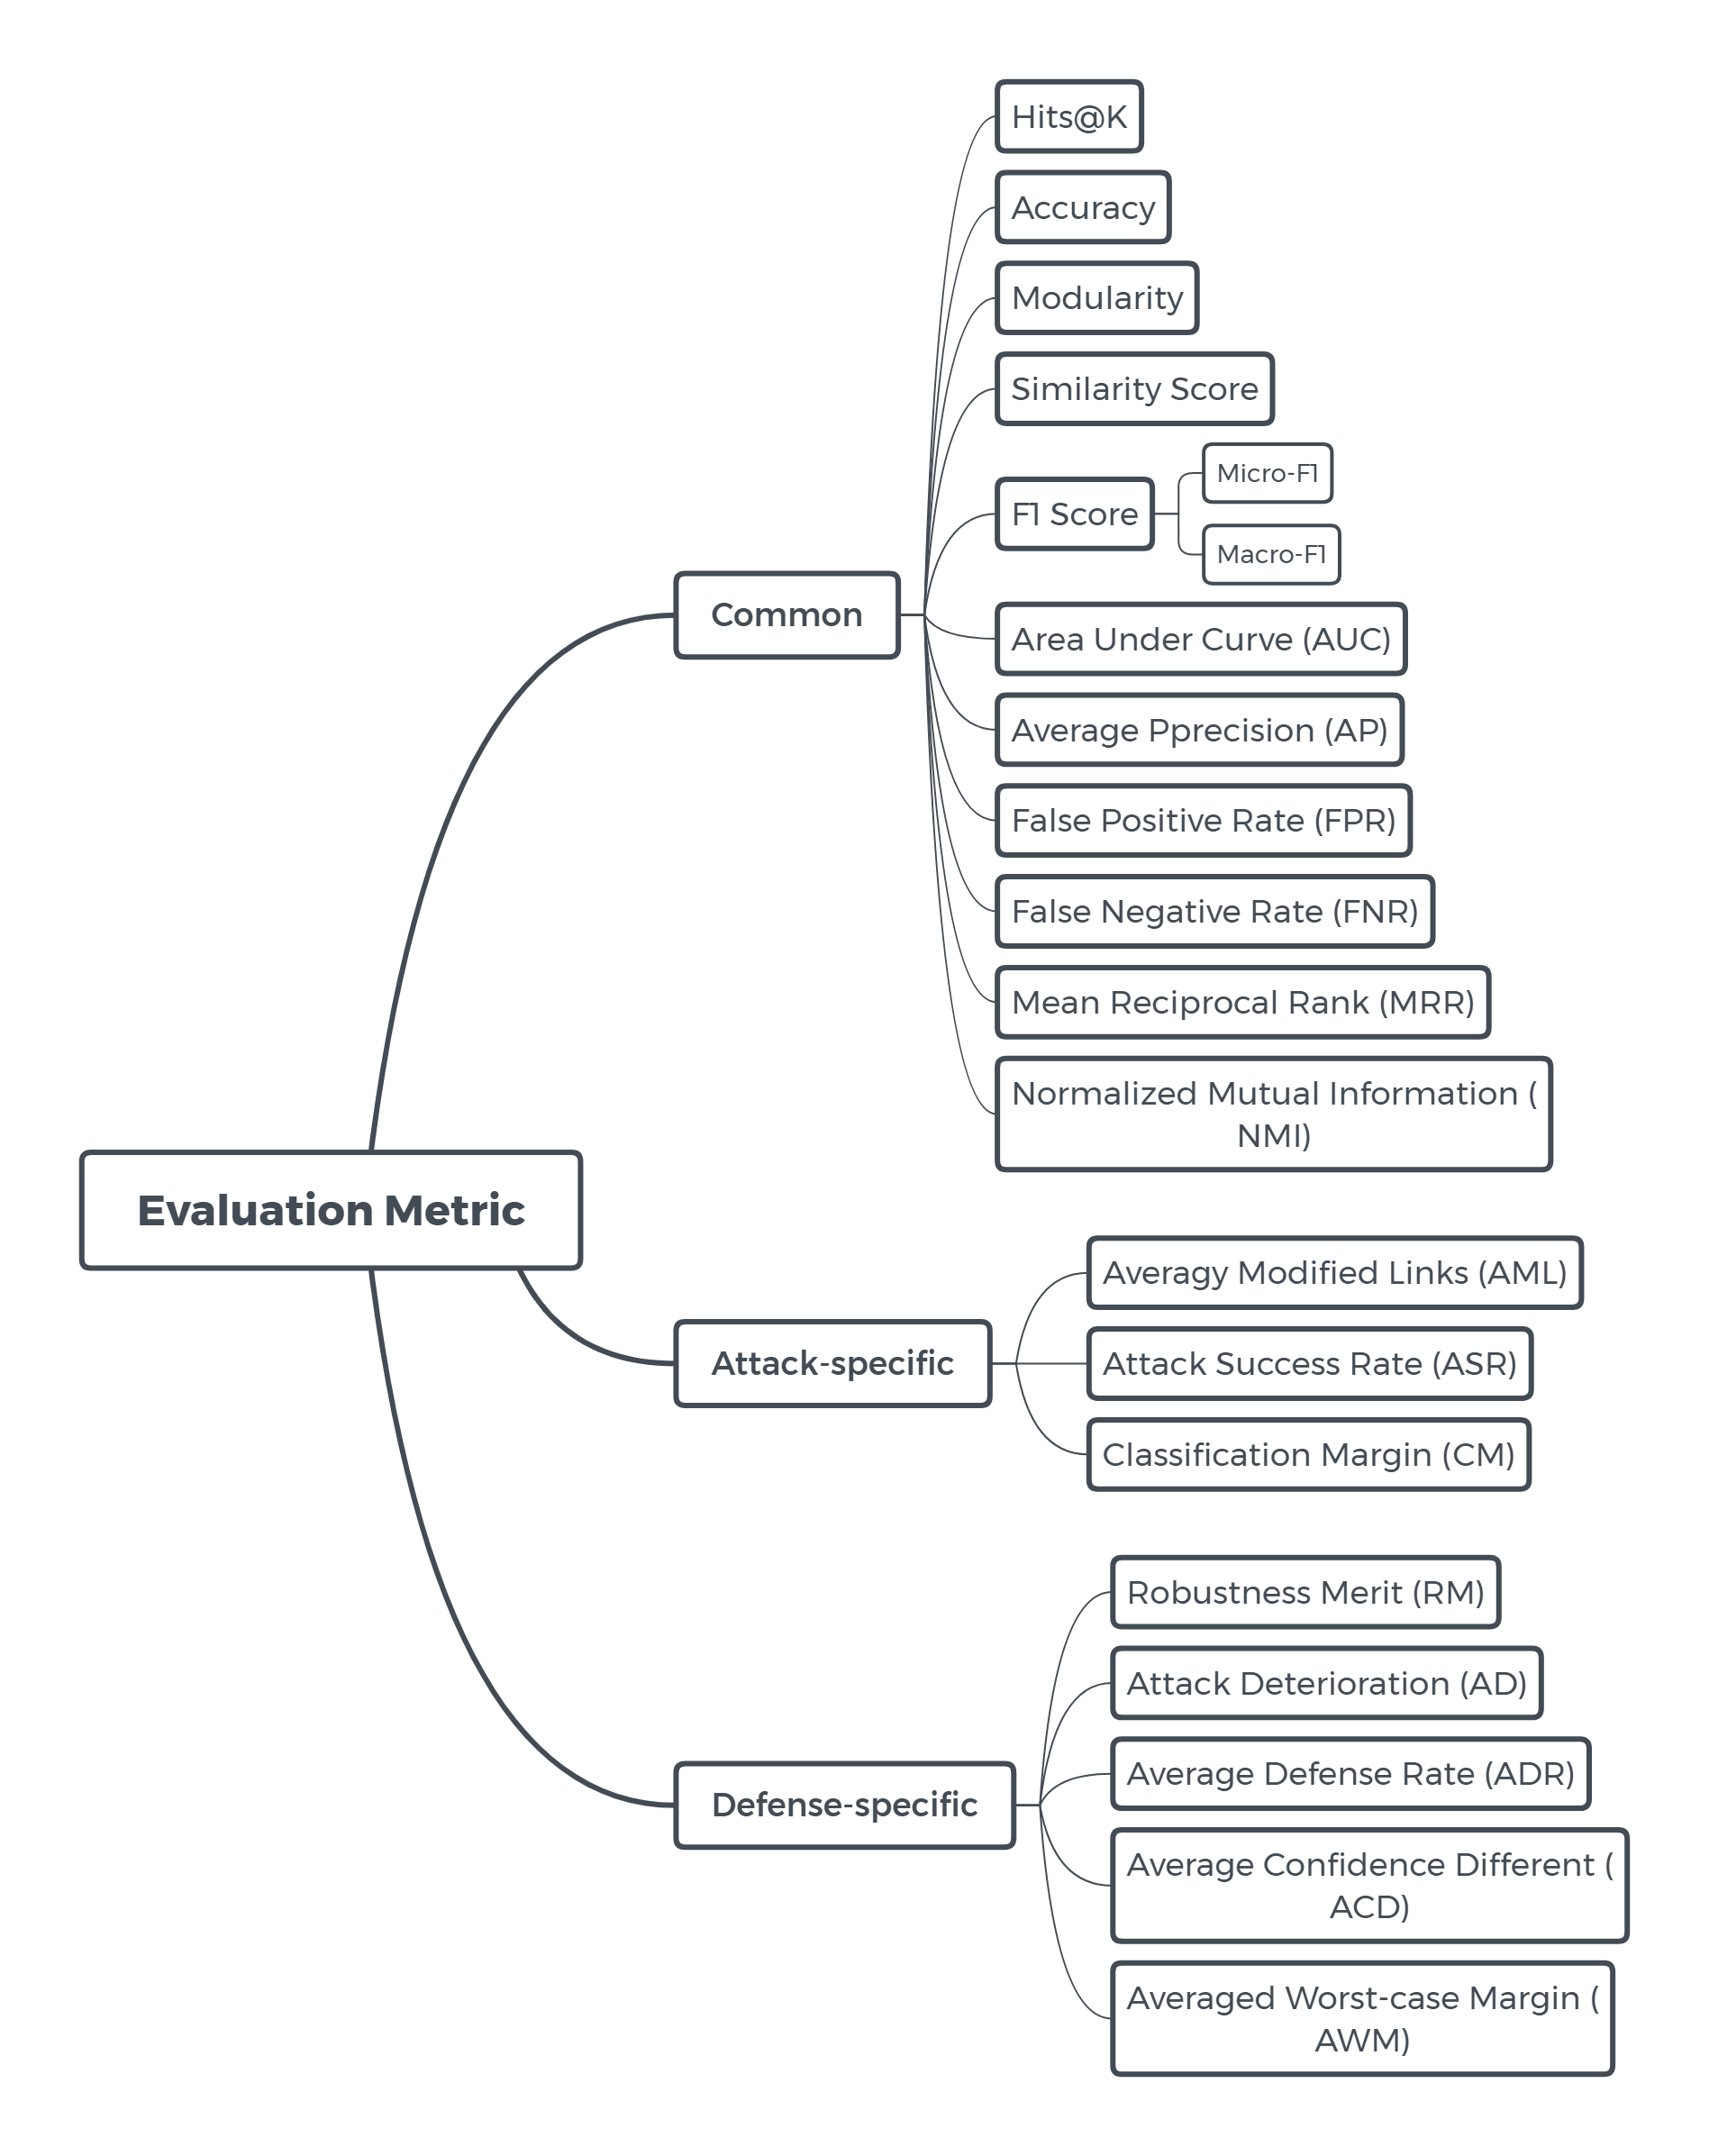 Hits@K
Accuracy
Modularity
Similarity Score
Micro-F1
F1 Score
Macro-F1
Common
Area Under Curve (AUC)
Average Pprecision (AP)
False Positive Rate (FPR)
False Negative Rate (FNR)
Mean Reciprocal Rank (MRR)
Normalized Mutual Information (
NMI)
Evaluation Metric
Averagy Modified Links (AML)
Attack-specific
Attack Success Rate (ASR)
Classification Margin (CM)
Robustness Merit (RM)
Attack Deterioration (AD)
Average Defense Rate (ADR)
Defense-specific
Average Confidence Different (
ACD)
Averaged Worst-case Margin (
AWM)